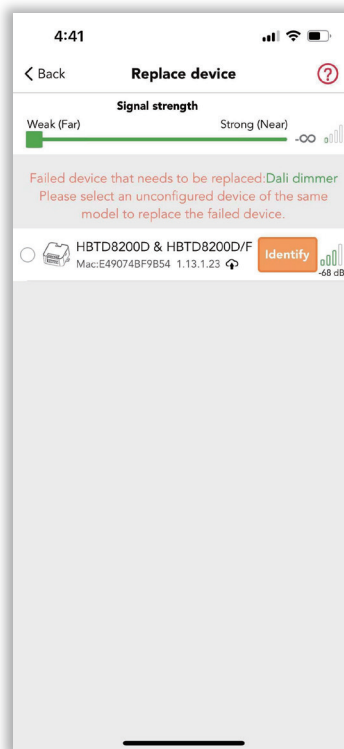 4:41
Back Replace device ?
Signal strength
Weak (Far) Strong (Near)
-∞
Failed device that needs to be replaced:Dali dimmer
Please select an unconfigured device of the same
model to replace the failed device.
HBTD8200D & HBTD8200D/F
Identify
Mac:E49074BF9B54 1.13.1.23
-68 dB